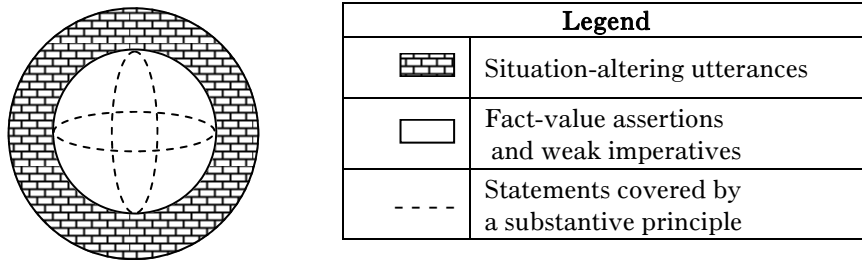 Legend
Situation-altering utterances
Fact-value assertions
and weak imperatives
Statements covered by
a substantive principle